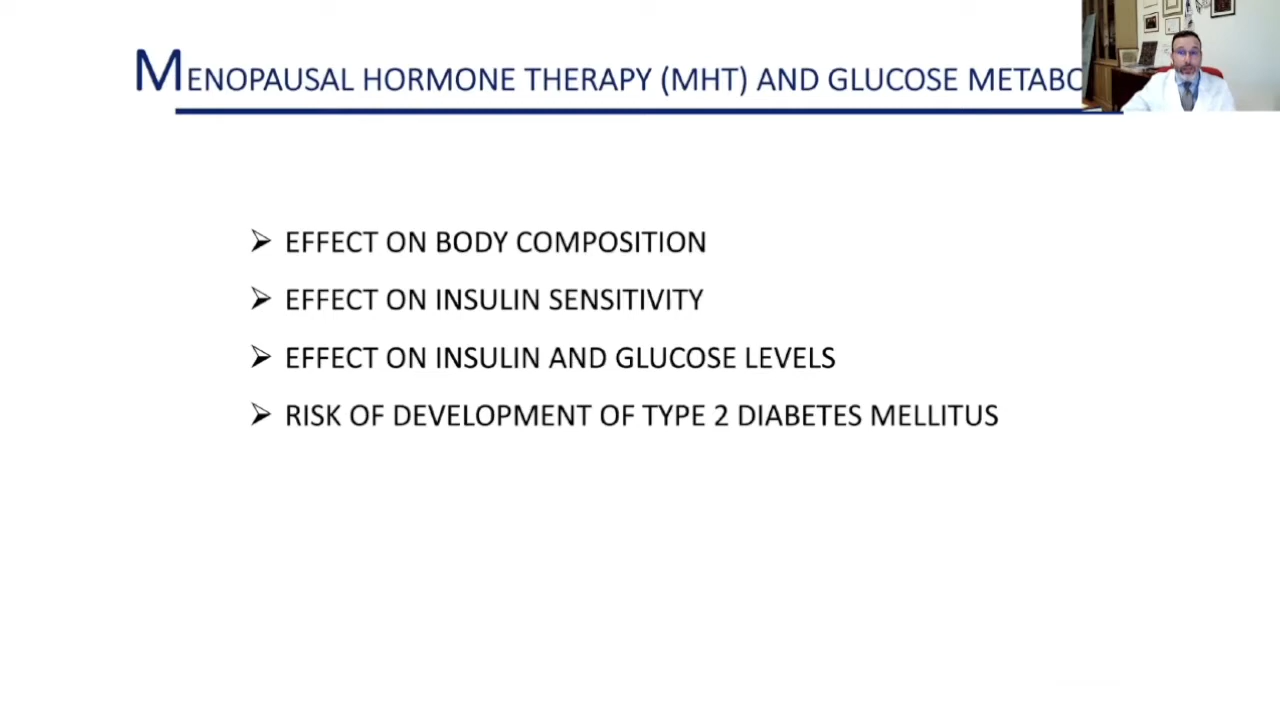 MENOPAUSAL HORMONE THERAPY (MHT) AND GLUCOSE METABO
➢ EFFECT ON BODY COMPOSITION
➢ EFFECT ON INSULIN SENSITIVITY
➢ EFFECT ON INSULIN AND GLUCOSE LEVELS
➢ RISK OF DEVELOPMENT OF TYPE 2 DIABETES MELLITUS